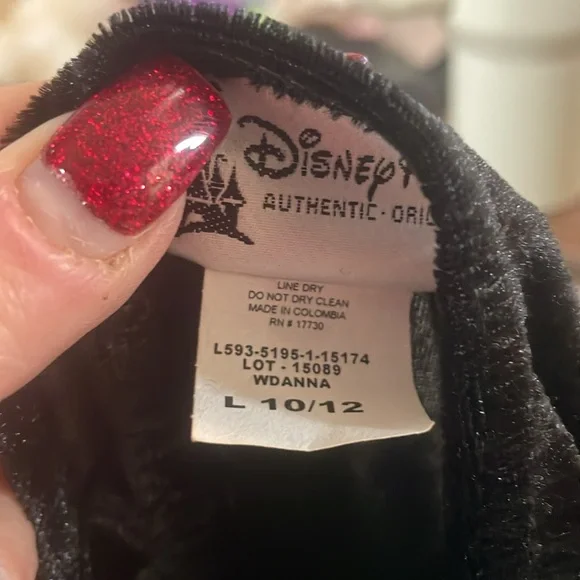 DISNEY
AUTHENTIC · ORI
LINE DRY
DO NOT DRY CLEAN
MADE IN COLOMBIA
RN # 17730
L593-5195-1-15174
LOT - 15089
WDANNA
L 10/12